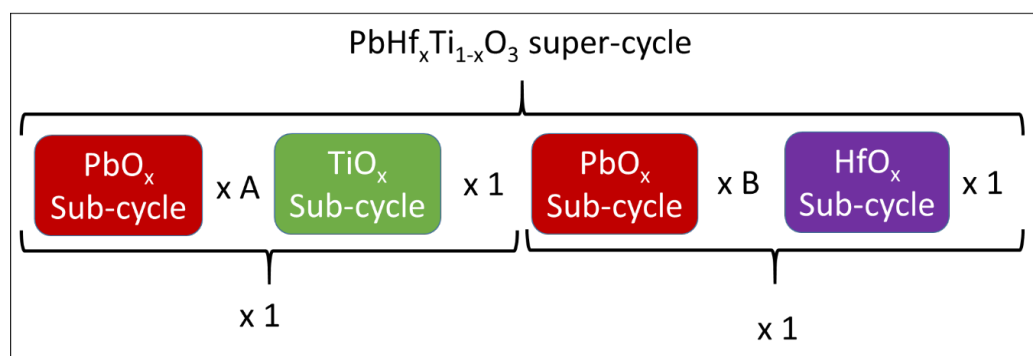 PbHfₓTi₁₋ₓO₃ super-cycle
PbOₓ
Sub-cycle
x A
TiOₓ
Sub-cycle
x 1
PbOₓ
Sub-cycle
x B
HfOₓ
Sub-cycle
x 1
x 1
x 1